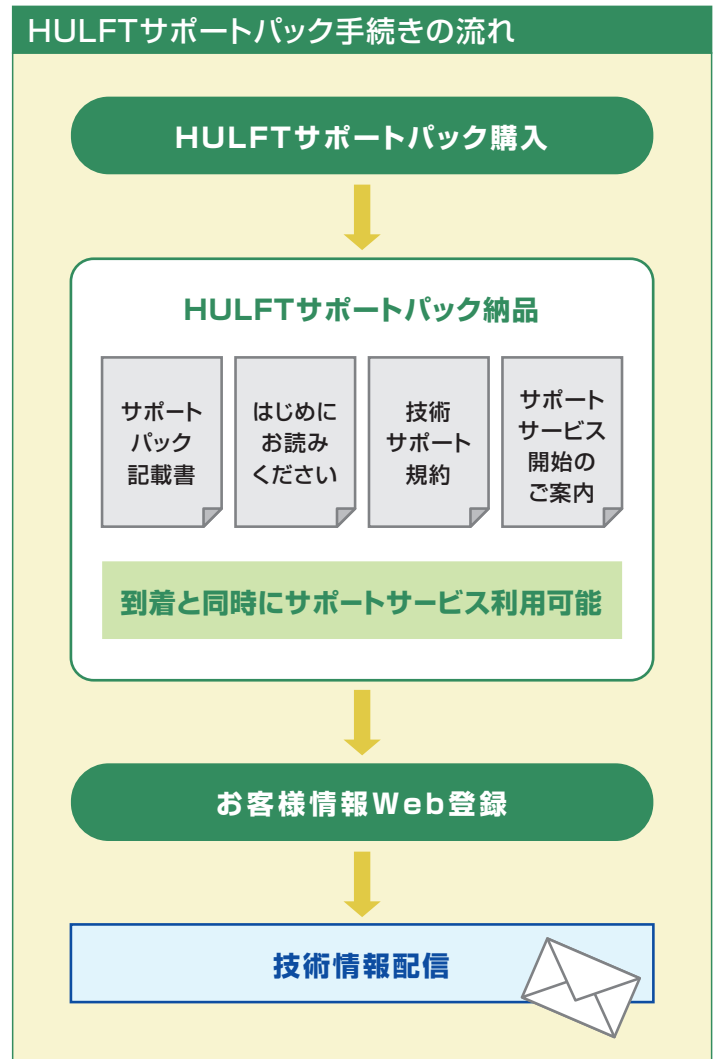 HULFTサポートパック手続きの流れ
HULFTサポートパック購入
HULFTサポートパック納品
サポート
パック
記載書
はじめに
お読み
ください
技術
サポート
規約
サポート
サービス
開始の
ご案内
到着と同時にサポートサービス利用可能
お客様情報Web登録
技術情報配信